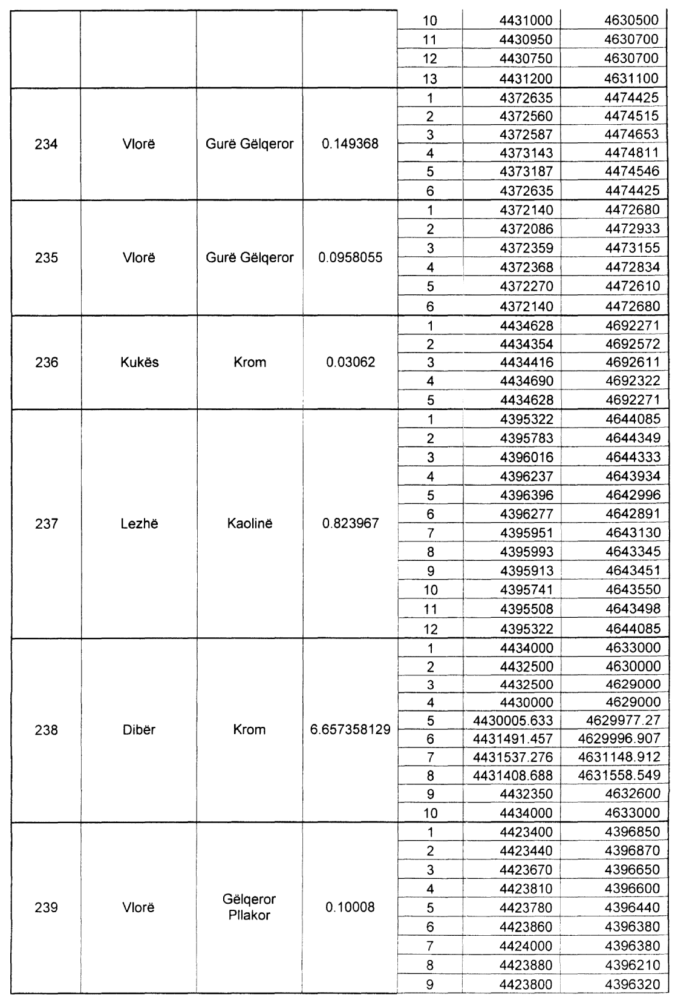 10 4431000 4630500
11 4430950 4630700
12 4430750 4630700
13 4431200 4631100
234 Vlorë Gurë Gëlqeror 0.149368
1 4372635 4474425
2 4372560 4474515
3 4372587 4474653
4 4373143 4474811
5 4373187 4474546
6 4372635 4474425
235 Vlorë Gurë Gëlqeror 0.0958055
1 4372140 4472680
2 4372086 4472933
3 4372359 4473155
4 4372368 4472834
5 4372270 4472610
6 4372140 4472680
236 Kukës Krom 0.03062
1 4434628 4692271
2 4434354 4692572
3 4434416 4692611
4 4434690 4692322
5 4434628 4692271
237 Lezhë Kaolinë 0.823967
1 4395322 4644085
2 4395783 4644349
3 4396016 4644333
4 4396237 4643934
5 4396396 4642996
6 4396277 4642891
7 4395951 4643130
8 4395993 4643345
9 4395913 4643451
10 4395741 4643550
11 4395508 4643498
12 4395322 4644085
238 Dibër Krom 6.657358129
1 4434000 4633000
2 4432500 4630000
3 4432500 4629000
4 4430000 4629000
5 4430005.633 4629977.27
6 4431491.457 4629996.907
7 4431537.276 4631148.912
8 4431408.688 4631558.549
9 4432350 4632600
10 4434000 4633000
239 Vlorë Gëlqeror
Pllakor 0.10008
1 4423400 4396850
2 4423440 4396870
3 4423670 4396650
4 4423810 4396600
5 4423780 4396440
6 4423860 4396380
7 4424000 4396380
8 4423880 4396210
9 4423800 4396320